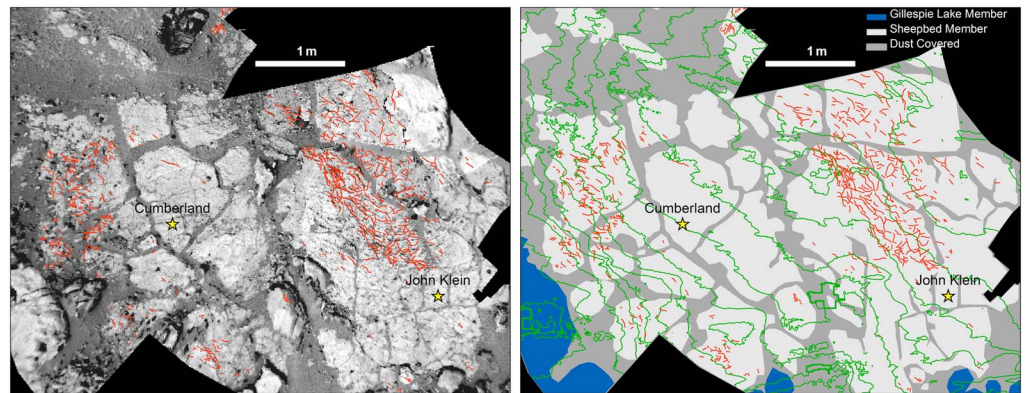 1 m
Cumberland
John Klein
Gillespie Lake Member
Sheepbed Member
Dust Covered
1 m
Cumberland
John Klein